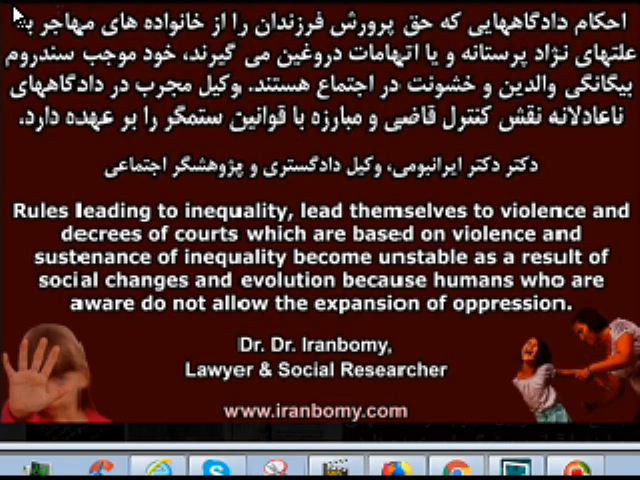 احکام دادگاههایی که حق پرورش فرزندان را از خانواده های مهاجر به
علتهای نژاد پرستانه و یا اتهامات دروغین می گیرند، خود موجب سندروم
بیگانگی والدین و خشونت در اجتماع هستند. وکیل مجرب در دادگاههای
ناعادلانه نقش کنترل قاضی و مبارزه با قوانین ستمگر را بر عهده دارد.
دکتر دکتر ایرانبومی، وکیل دادگستری و پژوهشگر اجتماعی
Rules leading to inequality, lead themselves to violence and
decrees of courts which are based on violence and
sustenance of inequality become unstable as a result of
social changes and evolution because humans who are
aware do not allow the expansion of oppression.
Dr. Dr. Iranbomy,
Lawyer & Social Researcher
www.iranbomy.com